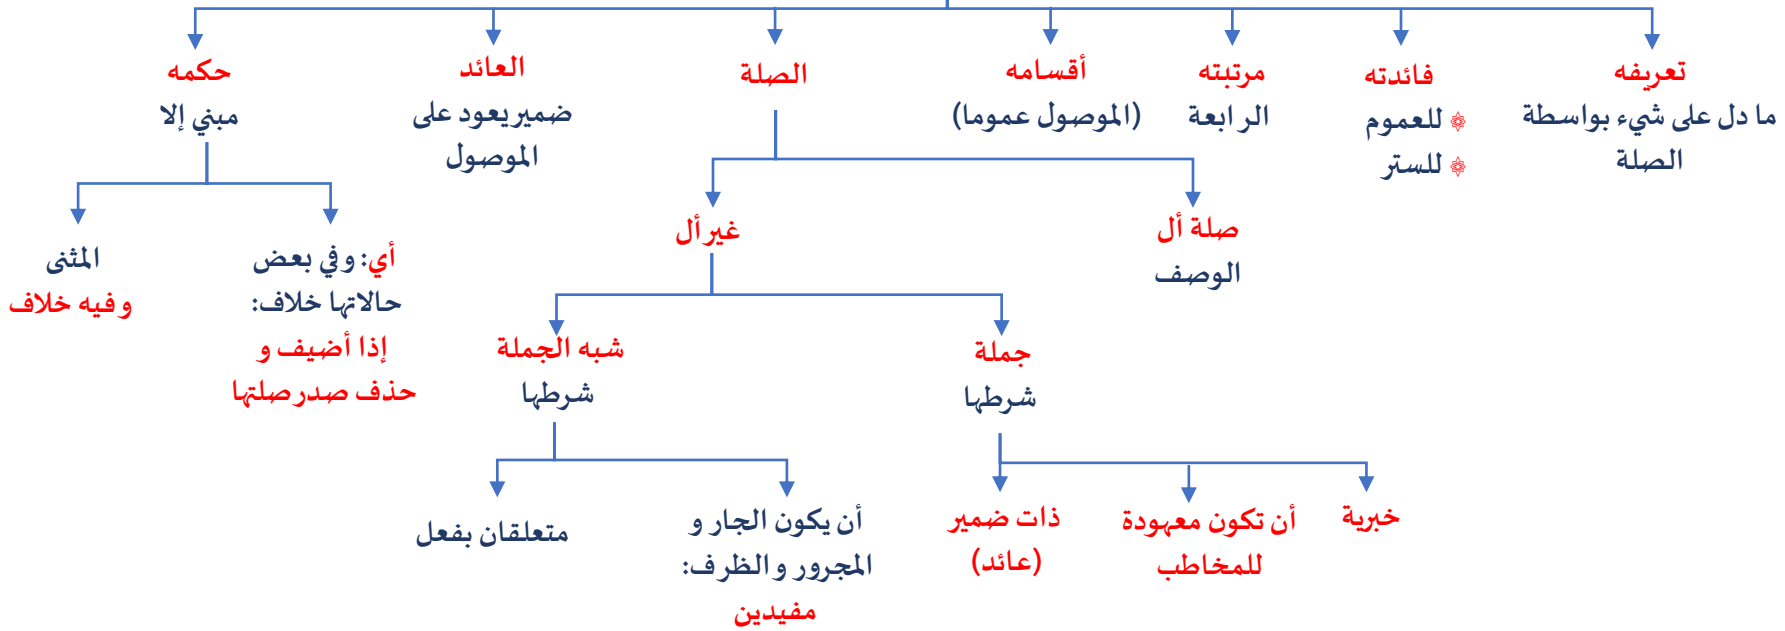 تعريفه
ما دل على شيء بواسطة
الصلة
فائدته
للعموم
للستر
مرتبته
الرابعة
أقسامه
(الموصول عموما)
الصلة
العائد
ضمير يعود على
الموصول
حكمه
مبني إلا
صلة أل
الوصف
غير أل
أي: وفي بعض
حالاتها خلاف:
إذا أضيف و
حذف صدر صلتها
المثنى
وفيه خلاف
جملة
شرطها
شبه الجملة
شرطها
خبرية
أن تكون معهودة
للمخاطب
ذات ضمير
(عائد)
أن يكون الجار و
المجرور والظرف:
مفيدين
متعلقان بفعل